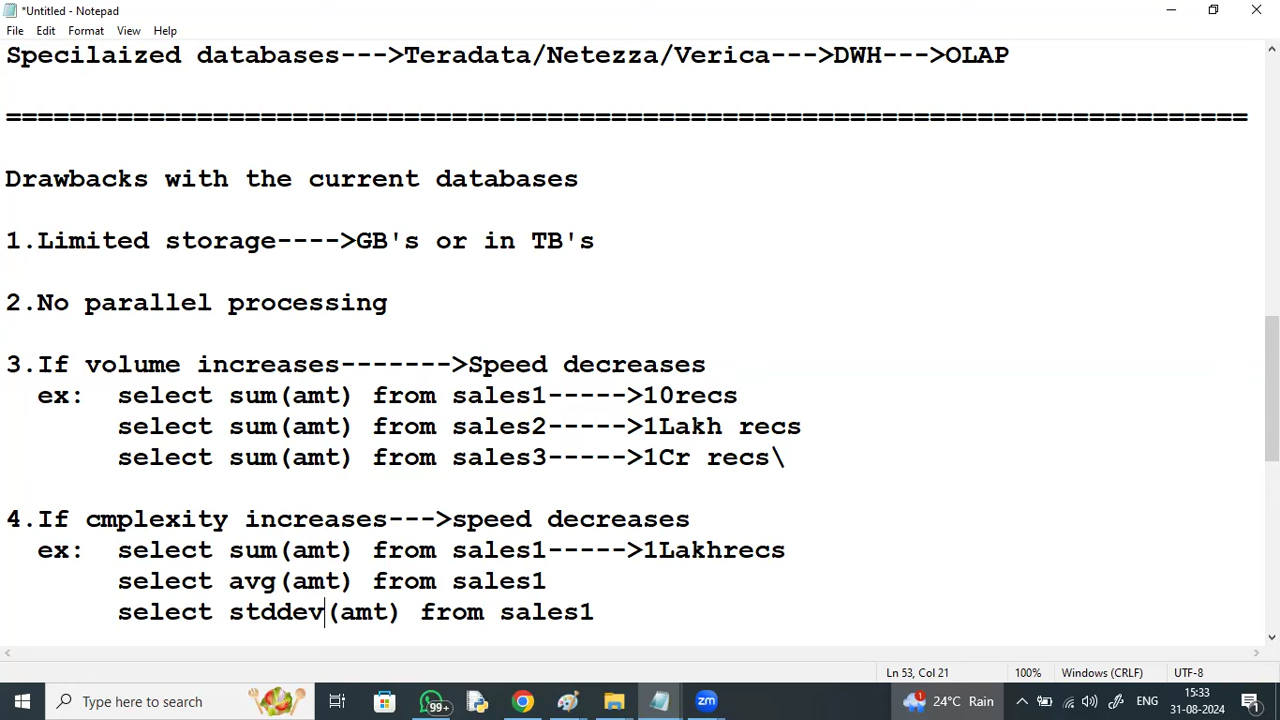 *Untitled - Notepad
File Edit Format View Help
Specilaized databases--->Teradata/Netezza/Verica--->DWH--->OLAP
==============================================================================
Drawbacks with the current databases
1.Limited storage---->GB's or in TB's
2.No parallel processing
3.If volume increases------->Speed decreases
ex: select sum(amt) from sales1----->10recs
select sum(amt) from sales2----->1Lakh recs
select sum(amt) from sales3----->1Cr recs\
4.If cmplexity increases--->speed decreases
ex: select sum(amt) from sales1----->1Lakhrecs
select avg(amt) from sales1
select stddev(amt) from sales1
Ln 53, Col 21 100% Windows (CRLF) UTF-8
Type here to search 99+ zm 1 24°C Rain ENG 15:33
31-08-2024 1